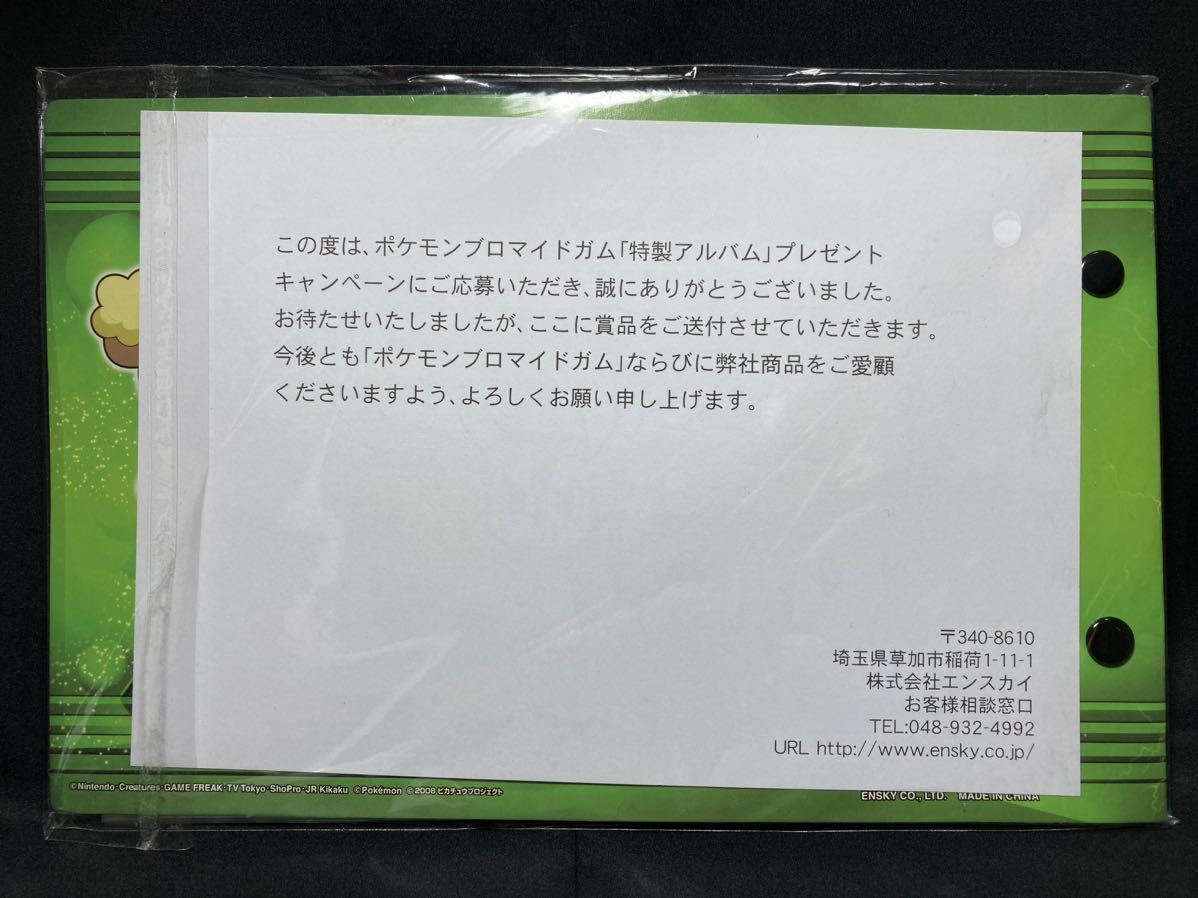 この度は、ポケモンブロマイドガム「特製アルバム」プレゼント
キャンペーンにご応募いただき、誠にありがとうございました。
お待たせいたしましたが、ここに賞品をご送付させていただきます。
今後とも「ポケモンブロマイドガム」ならびに弊社商品をご愛顧
くださいますよう、よろしくお願い申し上げます。
〒340-8610
埼玉県草加市稲荷1-11-1
株式会社エンスカイ
お客様相談窓口
TEL:048-932-4992
URL http://www.ensky.co.jp/
©Nintendo・Creatures・GAME FREAK・TV Tokyo・ShoPro・JR Kikaku ©Pokémon ©2008 ピカチュウプロジェクト
ENSKY CO., LTD. MADE IN CHINA